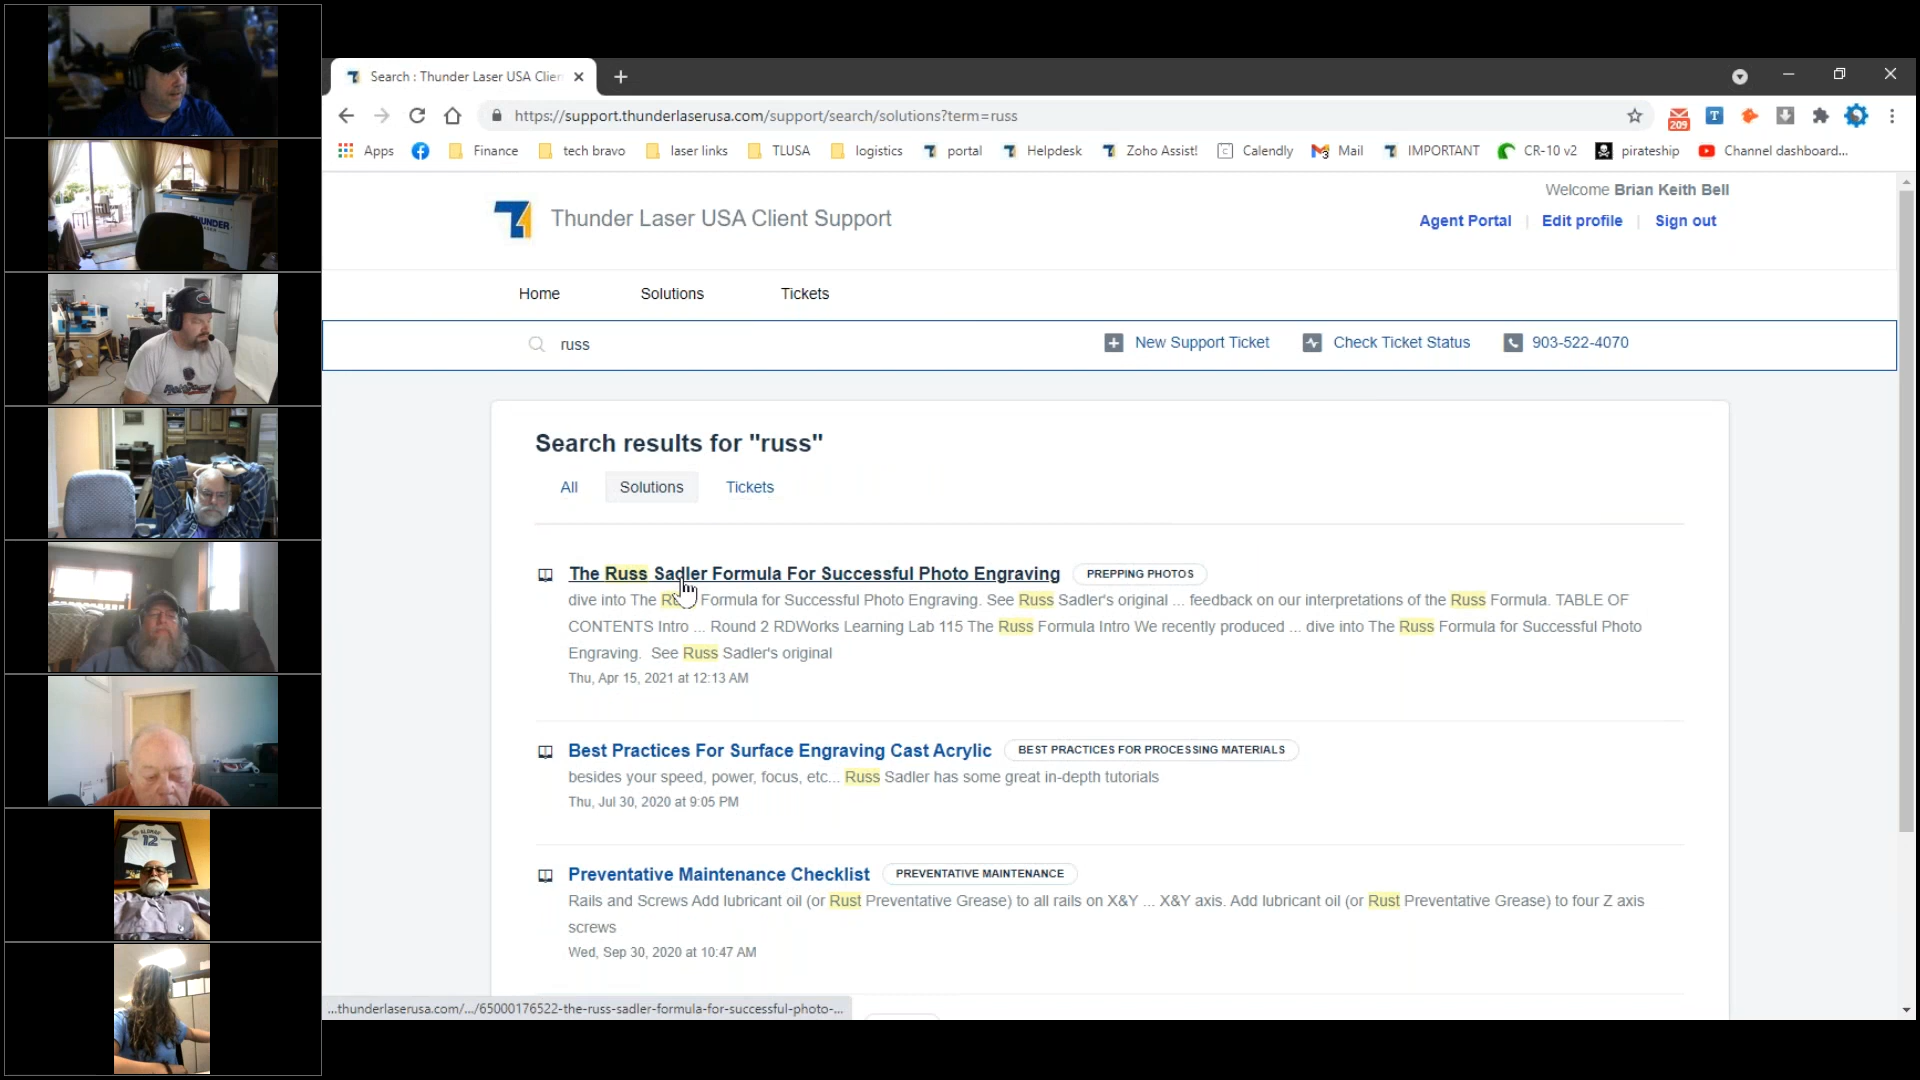 Search : Thunder Laser USA Clien
https://support.thunderlaserusa.com/support/search/solutions?term=russ
209
T
Apps
Finance
tech bravo
laser links
TLUSA
logistics
portal
Helpdesk
Zoho Assist!
Calendly
Mail
IMPORTANT
CR-10 v2
pirateship
Channel dashboard...
Welcome Brian Keith Bell
Thunder Laser USA Client Support
Agent Portal | Edit profile | Sign out
Home
Solutions
Tickets
russ
New Support Ticket
Check Ticket Status
903-522-4070
Search results for "russ"
All
Solutions
Tickets
The Russ Sadler Formula For Successful Photo Engraving
PREPPING PHOTOS
dive into The Formula for Successful Photo Engraving. See Russ Sadler's original ... feedback on our interpretations of the Russ Formula. TABLE OF
CONTENTS Intro ... Round 2 RDWorks Learning Lab 115 The Russ Formula Intro We recently produced ... dive into The Russ Formula for Successful Photo
Engraving. See Russ Sadler's original
Thu, Apr 15, 2021 at 12:13 AM
Best Practices For Surface Engraving Cast Acrylic
BEST PRACTICES FOR PROCESSING MATERIALS
besides your speed, power, focus, etc... Russ Sadler has some great in-depth tutorials
Thu, Jul 30, 2020 at 9:05 PM
Preventative Maintenance Checklist
PREVENTATIVE MAINTENANCE
Rails and Screws Add lubricant oil (or Rust Preventative Grease) to all rails on X&Y ... X&Y axis. Add lubricant oil (or Rust Preventative Grease) to four Z axis
screws
Wed, Sep 30, 2020 at 10:47 AM
...thunderlaserusa.com/.../65000176522-the-russ-sadler-formula-for-successful-photo-...
12